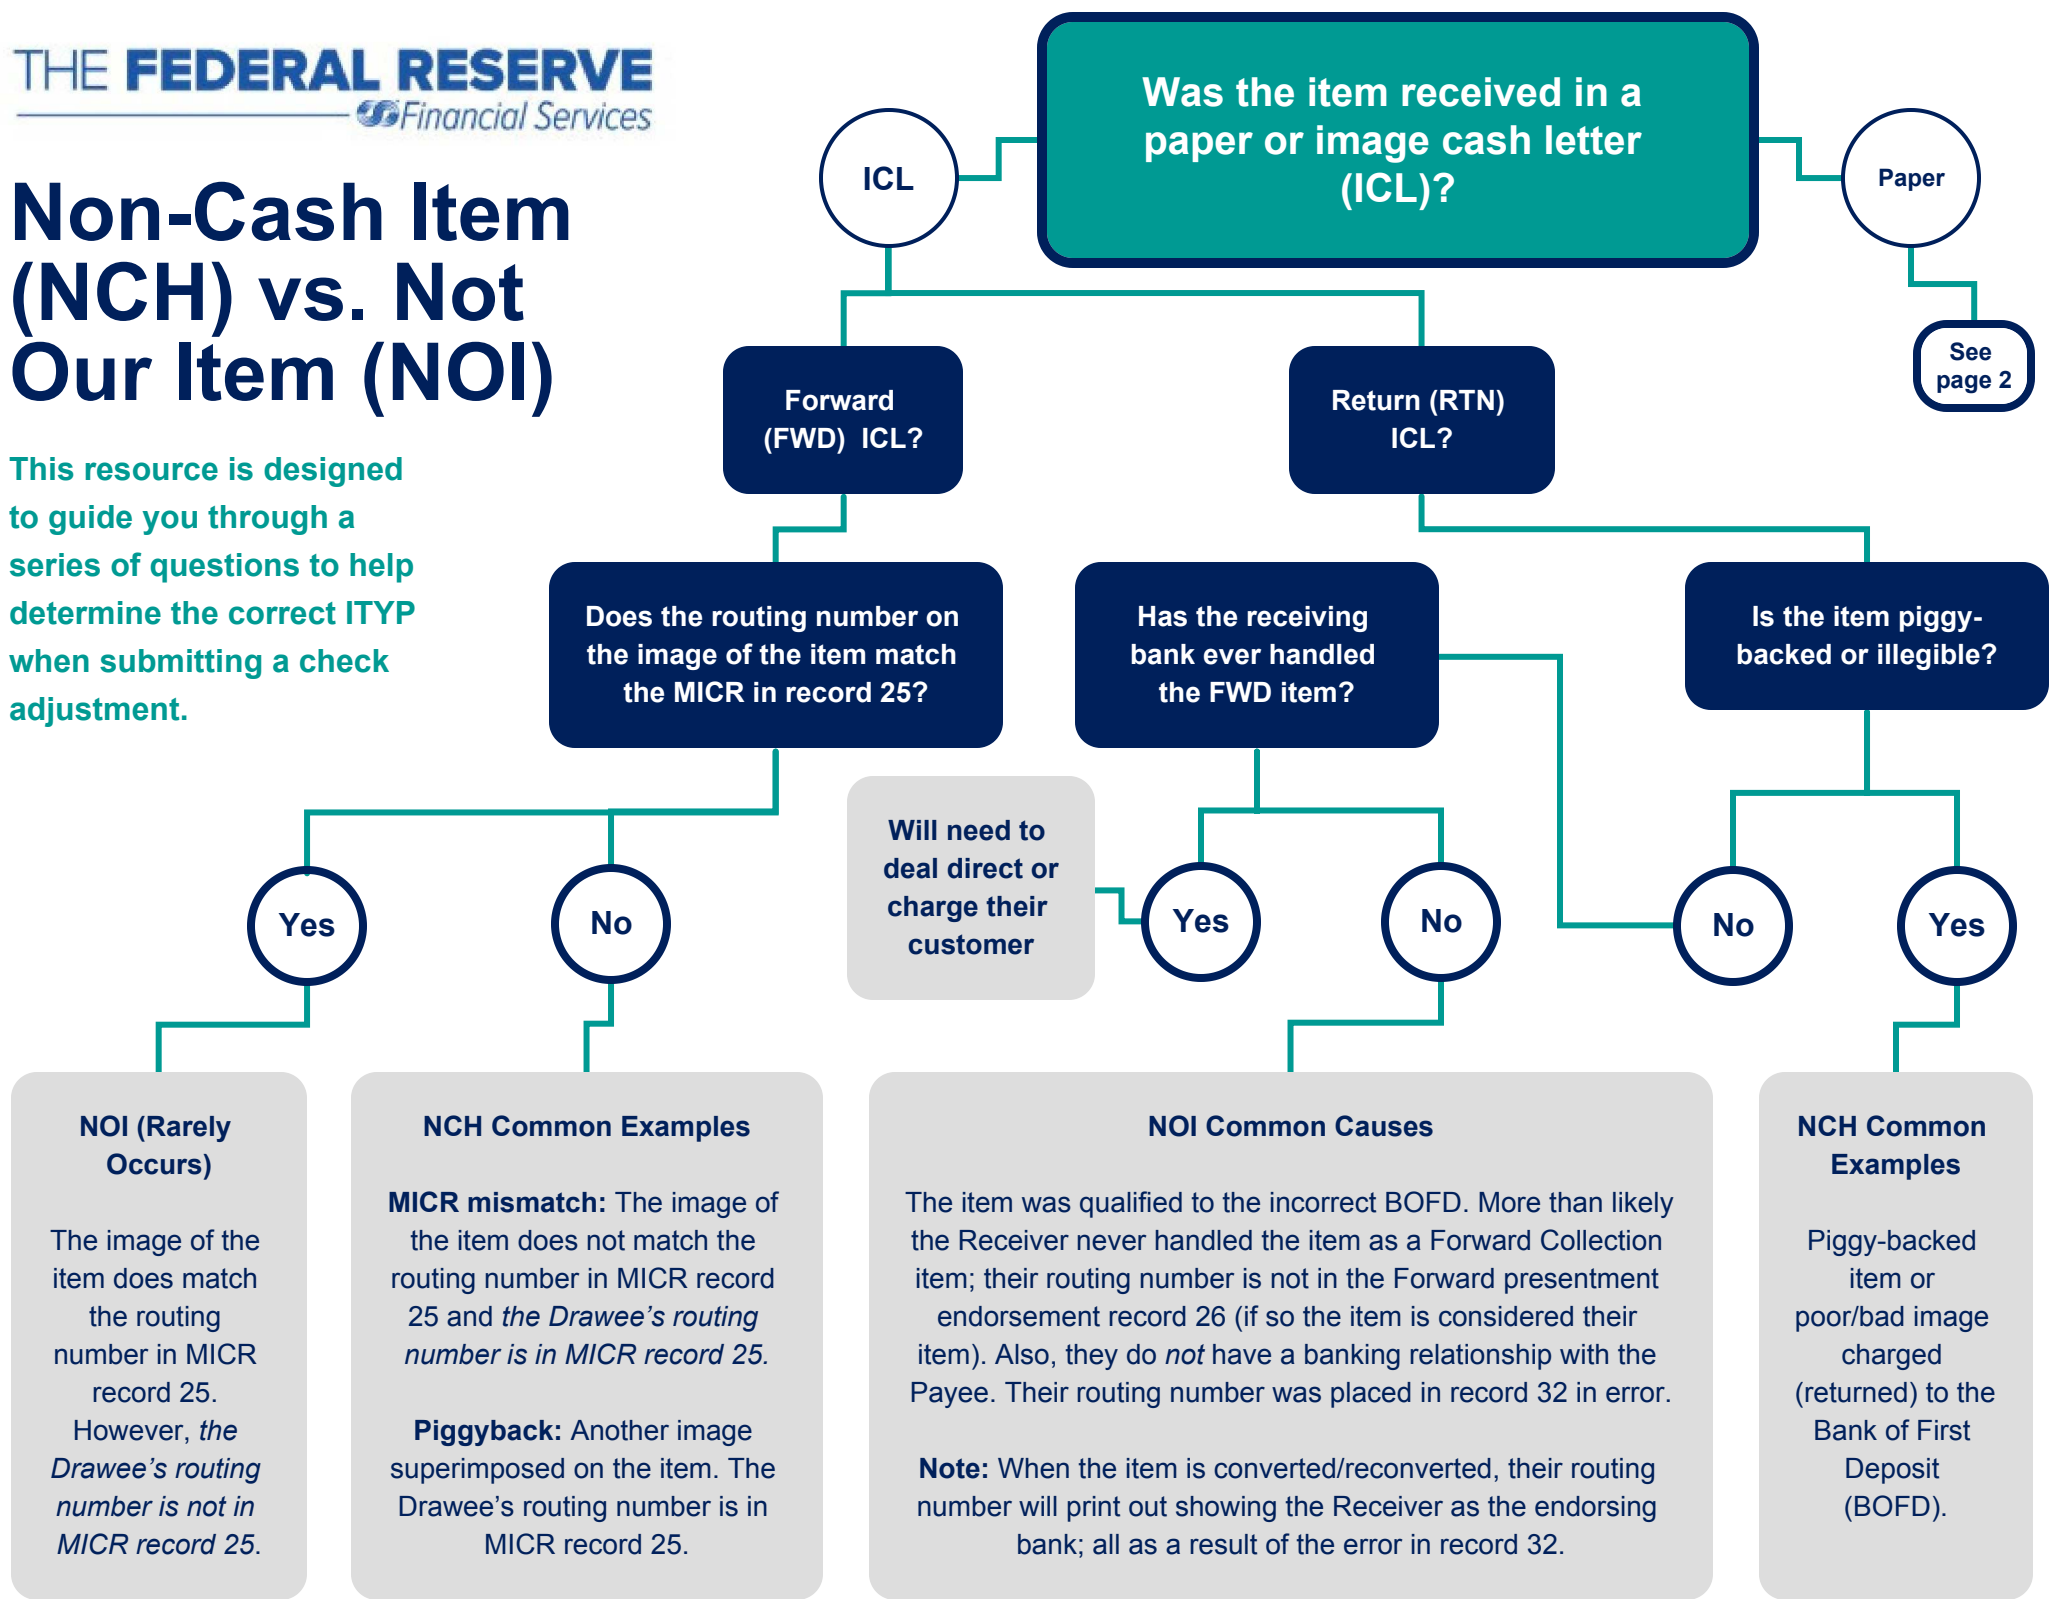 THE FEDERAL RESERVE
Financial Services
Non-Cash Item
(NCH) vs. Not
Our Item (NOI)
This resource is designed
to guide you through a
series of questions to help
determine the correct ITYP
when submitting a check
adjustment.
Was the item received in a
paper or image cash letter
(ICL)?
ICL
Paper
See
page 2
Forward
(FWD) ICL?
Return (RTN)
ICL?
Does the routing number on
the image of the item match
the MICR in record 25?
Has the receiving
bank ever handled
the FWD item?
Is the item piggy-
backed or illegible?
Will need to
deal direct or
charge their
customer
Yes
No
Yes
No
No
Yes
NOI (Rarely
Occurs)
The image of the
item does match
the routing
number in MICR
record 25.
However, the
Drawee's routing
number is not in
MICR record 25.
NCH Common Examples
MICR mismatch: The image of
the item does not match the
routing number in MICR record
25 and the Drawee's routing
number is in MICR record 25.
Piggyback: Another image
superimposed on the item. The
Drawee's routing number is in
MICR record 25.
NOI Common Causes
The item was qualified to the incorrect BOFD. More than likely
the Receiver never handled the item as a Forward Collection
item; their routing number is not in the Forward presentment
endorsement record 26 (if so the item is considered their
item). Also, they do not have a banking relationship with the
Payee. Their routing number was placed in record 32 in error.
Note: When the item is converted/reconverted, their routing
number will print out showing the Receiver as the endorsing
bank; all as a result of the error in record 32.
NCH Common
Examples
Piggy-backed
item or
poor/bad image
charged
(returned) to the
Bank of First
Deposit
(BOFD).